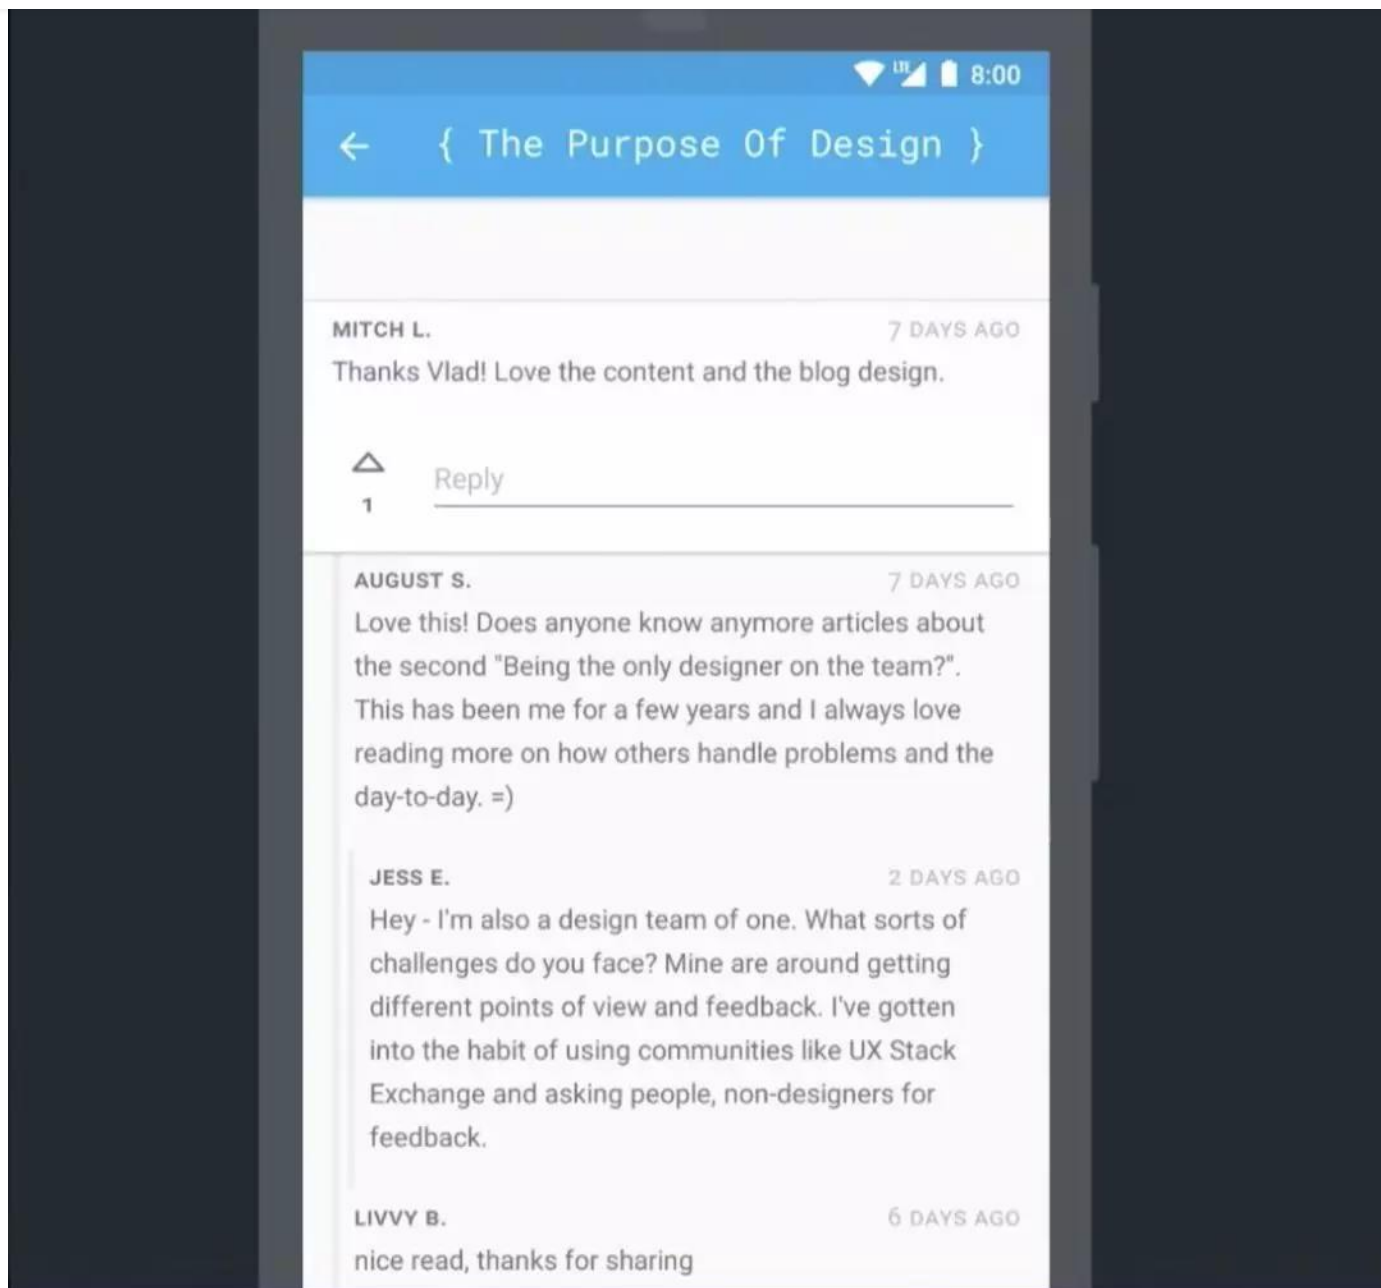 LTE 8:00
{ The Purpose Of Design }
MITCH L. 7 DAYS AGO
Thanks Vlad! Love the content and the blog design.
Reply
1
AUGUST S. 7 DAYS AGO
Love this! Does anyone know anymore articles about
the second "Being the only designer on the team?".
This has been me for a few years and I always love
reading more on how others handle problems and the
day-to-day. =)
JESS E. 2 DAYS AGO
Hey - I'm also a design team of one. What sorts of
challenges do you face? Mine are around getting
different points of view and feedback. I've gotten
into the habit of using communities like UX Stack
Exchange and asking people, non-designers for
feedback.
LIVVY B. 6 DAYS AGO
nice read, thanks for sharing